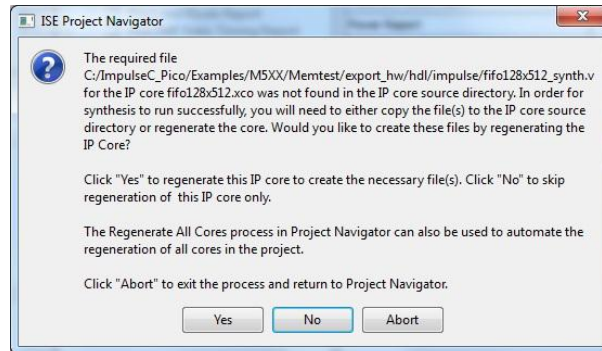 ISE Project Navigator
The required file
C:/ImpulseC_Pico/Examples/M5XX/Memtest/export_hw/hdl/impulse/fifo128x512_synth.v
for the IP core fifo128x512.xco was not found in the IP core source directory. In order for
synthesis to run successfully, you will need to either copy the file(s) to the IP core source
directory or regenerate the core. Would you like to create these files by regenerating the
IP Core?
Click "Yes" to regenerate this IP core to create the necessary file(s). Click "No" to skip
regeneration of this IP core only.
The Regenerate All Cores process in Project Navigator can also be used to automate the
regeneration of all cores in the project.
Click "Abort" to exit the process and return to Project Navigator.
Yes No Abort